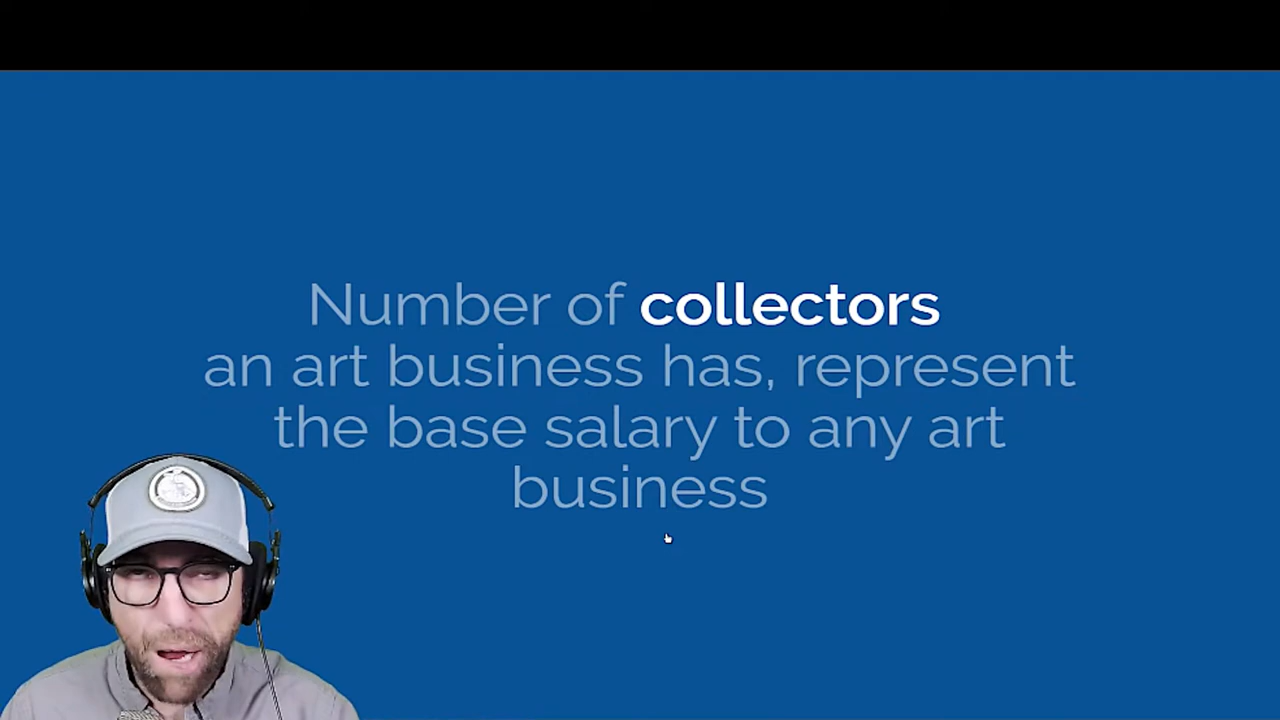 Number of collectors
an art business has, represent
the base salary to any art
business